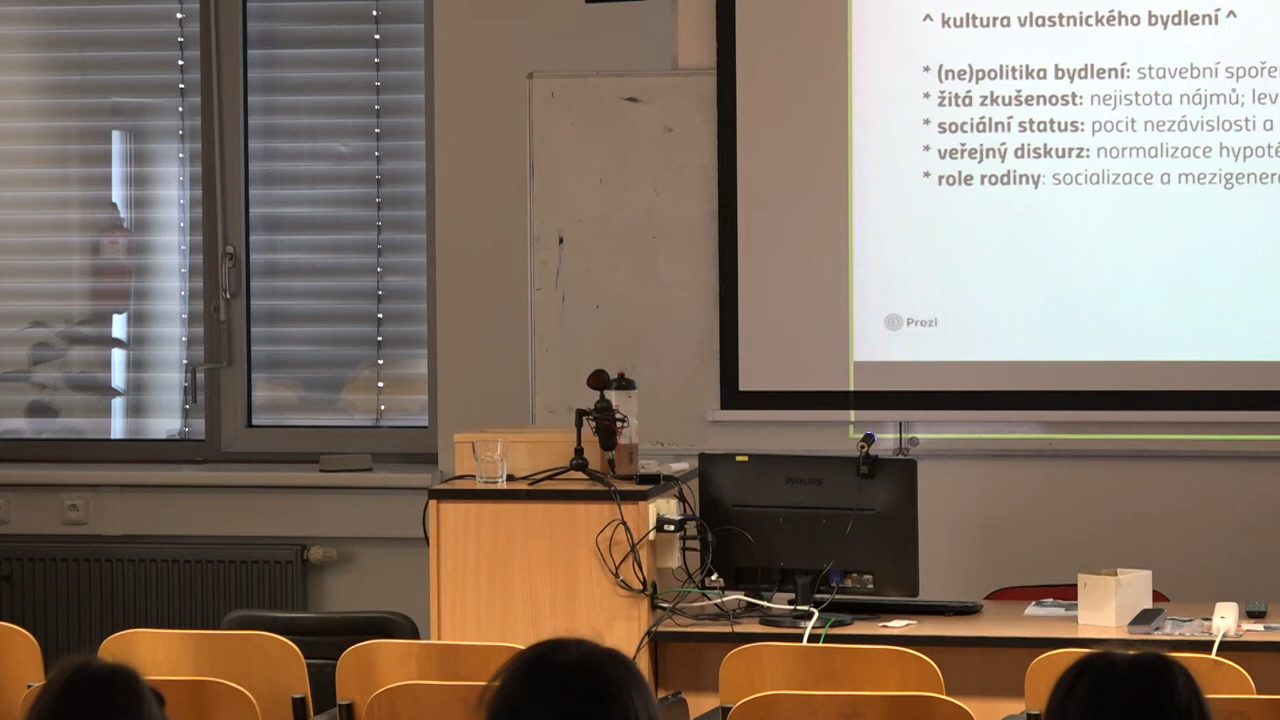 ^ kultura vlastnického bydlení ^
* (ne)politika bydlení: stavební spoře
* žitá zkušenost: nejistota nájmů; lev
* sociální status: pocit nezávislosti a
* veřejný diskurz: normalizace hypoté
* role rodiny: socializace a mezigenera
Prezi
PHILIPS